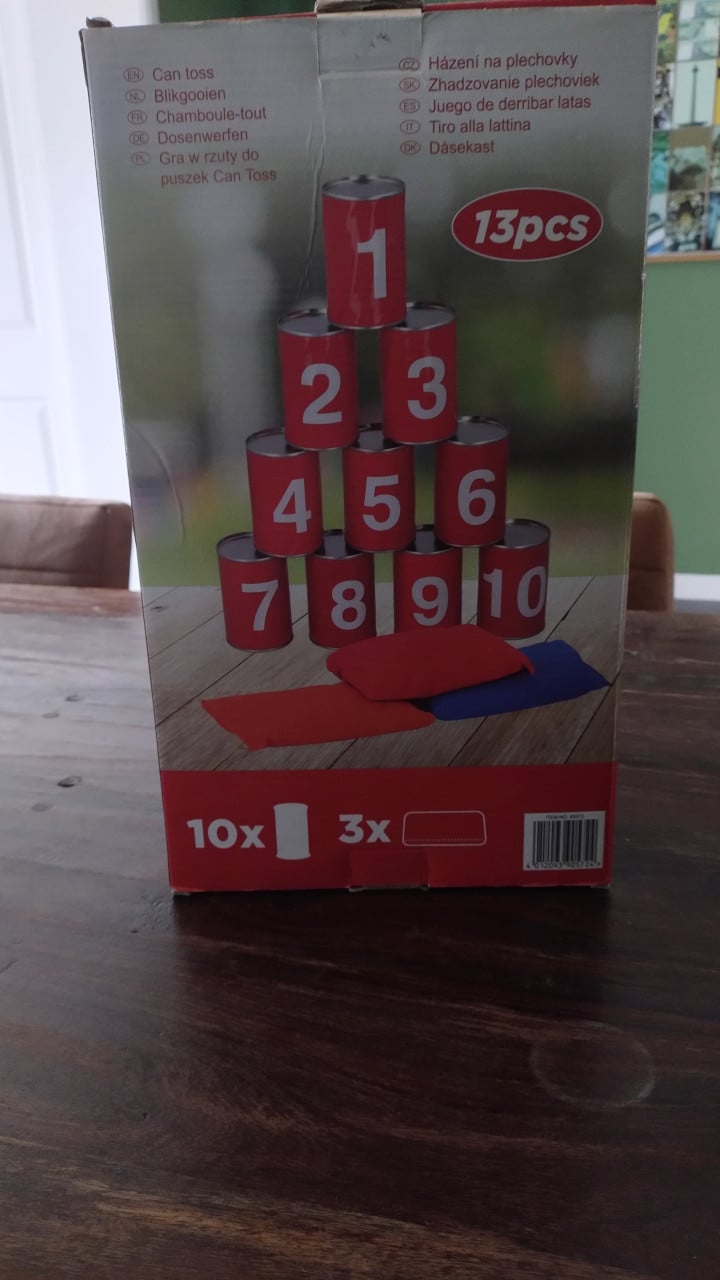 EN Can toss
NL Blikgooien
FR Chamboule-tout
DE Dosenwerfen
PL Gra w rzuty do
puszek Can Toss
CZ Házení na plechovky
SK Zhadzovanie plechoviek
ES Juego de derribar latas
IT Tiro alla lattina
DK Dåsekast
13pcs
1
2 3
4 5 6
7 8 9 10
10x 3x
ITEM NO.